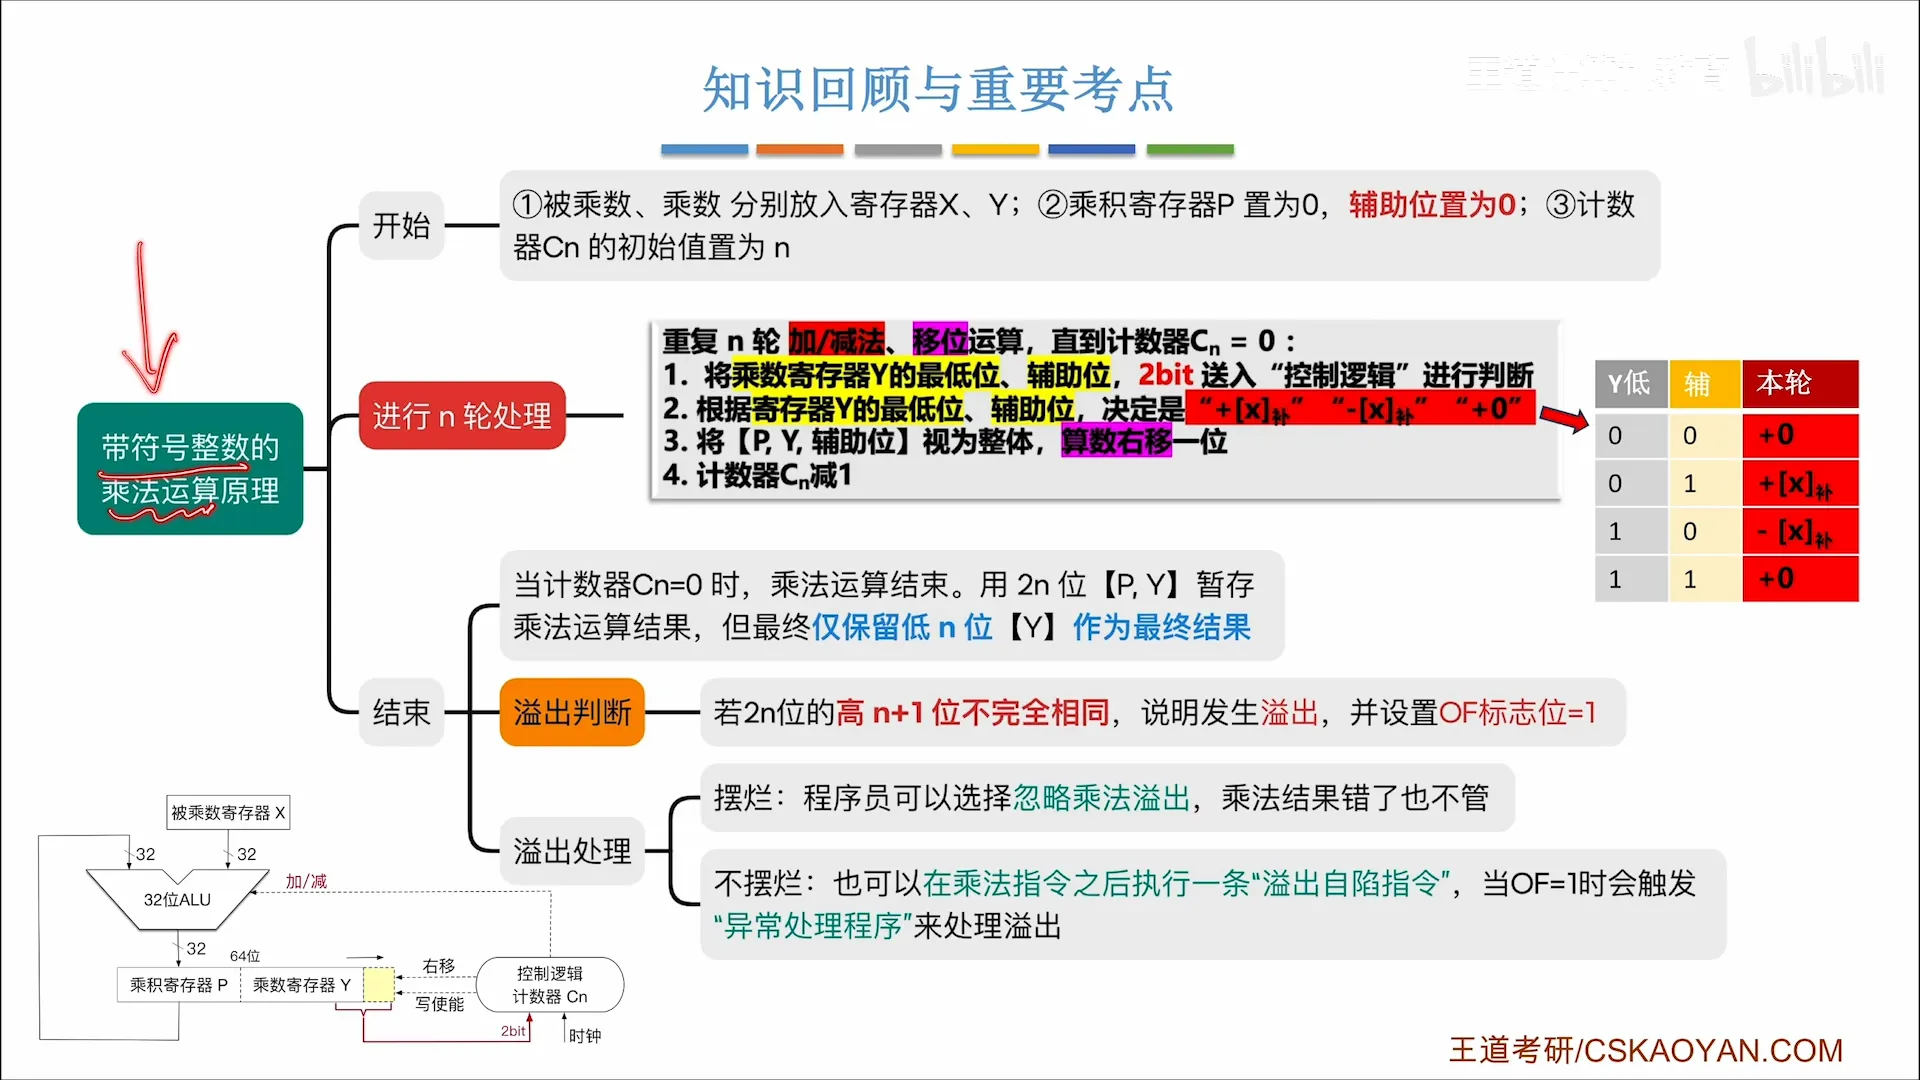 知识回顾与重要考点
bilibili
开始
①被乘数、乘数 分别放入寄存器X、Y；②乘积寄存器P 置为0，辅助位置为0；③计数
器Cn 的初始值置为 n
带符号整数的
乘法运算原理
进行 n 轮处理
重复 n 轮 加/减法、移位运算，直到计数器Cn = 0：
1. 将乘数寄存器Y的最低位、辅助位，2bit 送入“控制逻辑”进行判断
2. 根据寄存器Y的最低位、辅助位，决定是“+[x]补” “-[x]补” “+0”
3. 将【P, Y, 辅助位】视为整体，算数右移一位
4. 计数器Cn减1
Y低 辅 本轮
0 0 +0
0 1 +[x]补
1 0 - [x]补
1 1 +0
结束
当计数器Cn=0 时，乘法运算结束。用 2n 位【P, Y】暂存
乘法运算结果，但最终仅保留低 n 位【Y】作为最终结果
溢出判断
若2n位的高 n+1 位不完全相同，说明发生溢出，并设置OF标志位=1
溢出处理
摆烂：程序员可以选择忽略乘法溢出，乘法结果错了也不管
不摆烂：也可以在乘法指令之后执行一条“溢出自陷指令”，当OF=1时会触发
“异常处理程序”来处理溢出
被乘数寄存器 X
32
32
加/减
32位ALU
32
64位
乘积寄存器 P
乘数寄存器 Y
右移
写使能
控制逻辑
计数器 Cn
2bit
时钟
王道考研/CSKAOYAN.COM